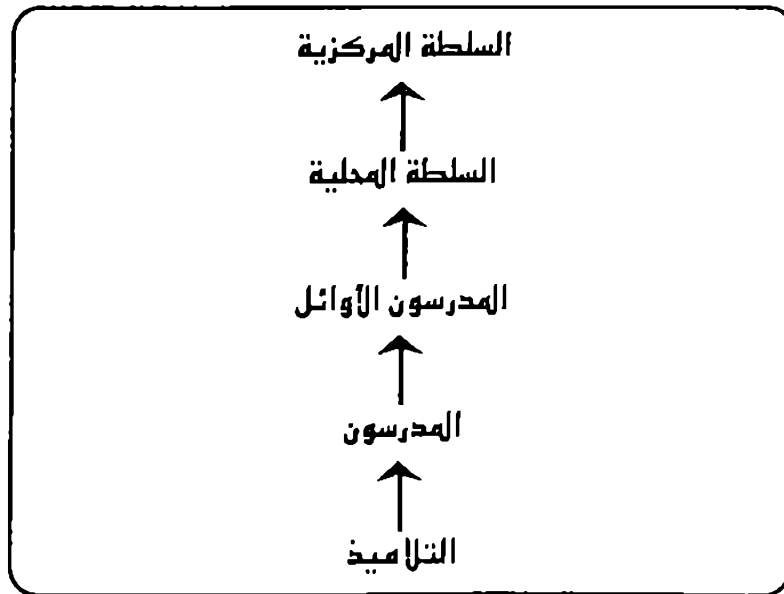 السلطة المركزية
السلطة المحلية
المدرسون الأوائل
المدرسون
التلاميذ